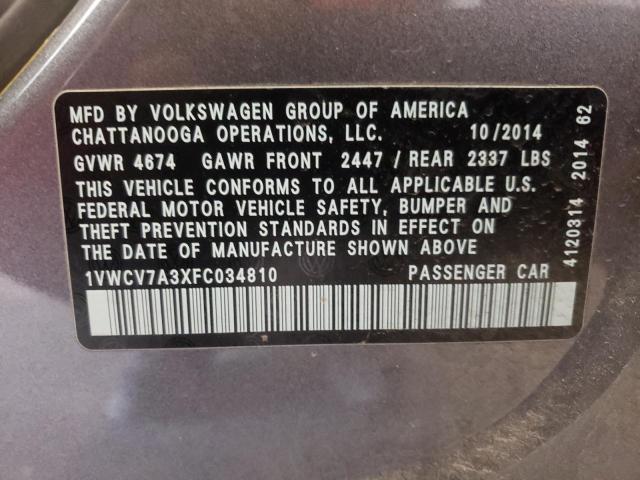 MFD BY VOLKSWAGEN GROUP OF AMERICA
CHATTANOOGA OPERATIONS, LLC. 10/2014
GVWR 4674 GAWR FRONT 2447 / REAR 2337 LBS
THIS VEHICLE CONFORMS TO ALL APPLICABLE U.S.
FEDERAL MOTOR VEHICLE SAFETY, BUMPER AND
THEFT PREVENTION STANDARDS IN EFFECT ON
THE DATE OF MANUFACTURE SHOWN ABOVE
1VWCV7A3XFC034810 PASSENGER CAR
4120314 2014 62